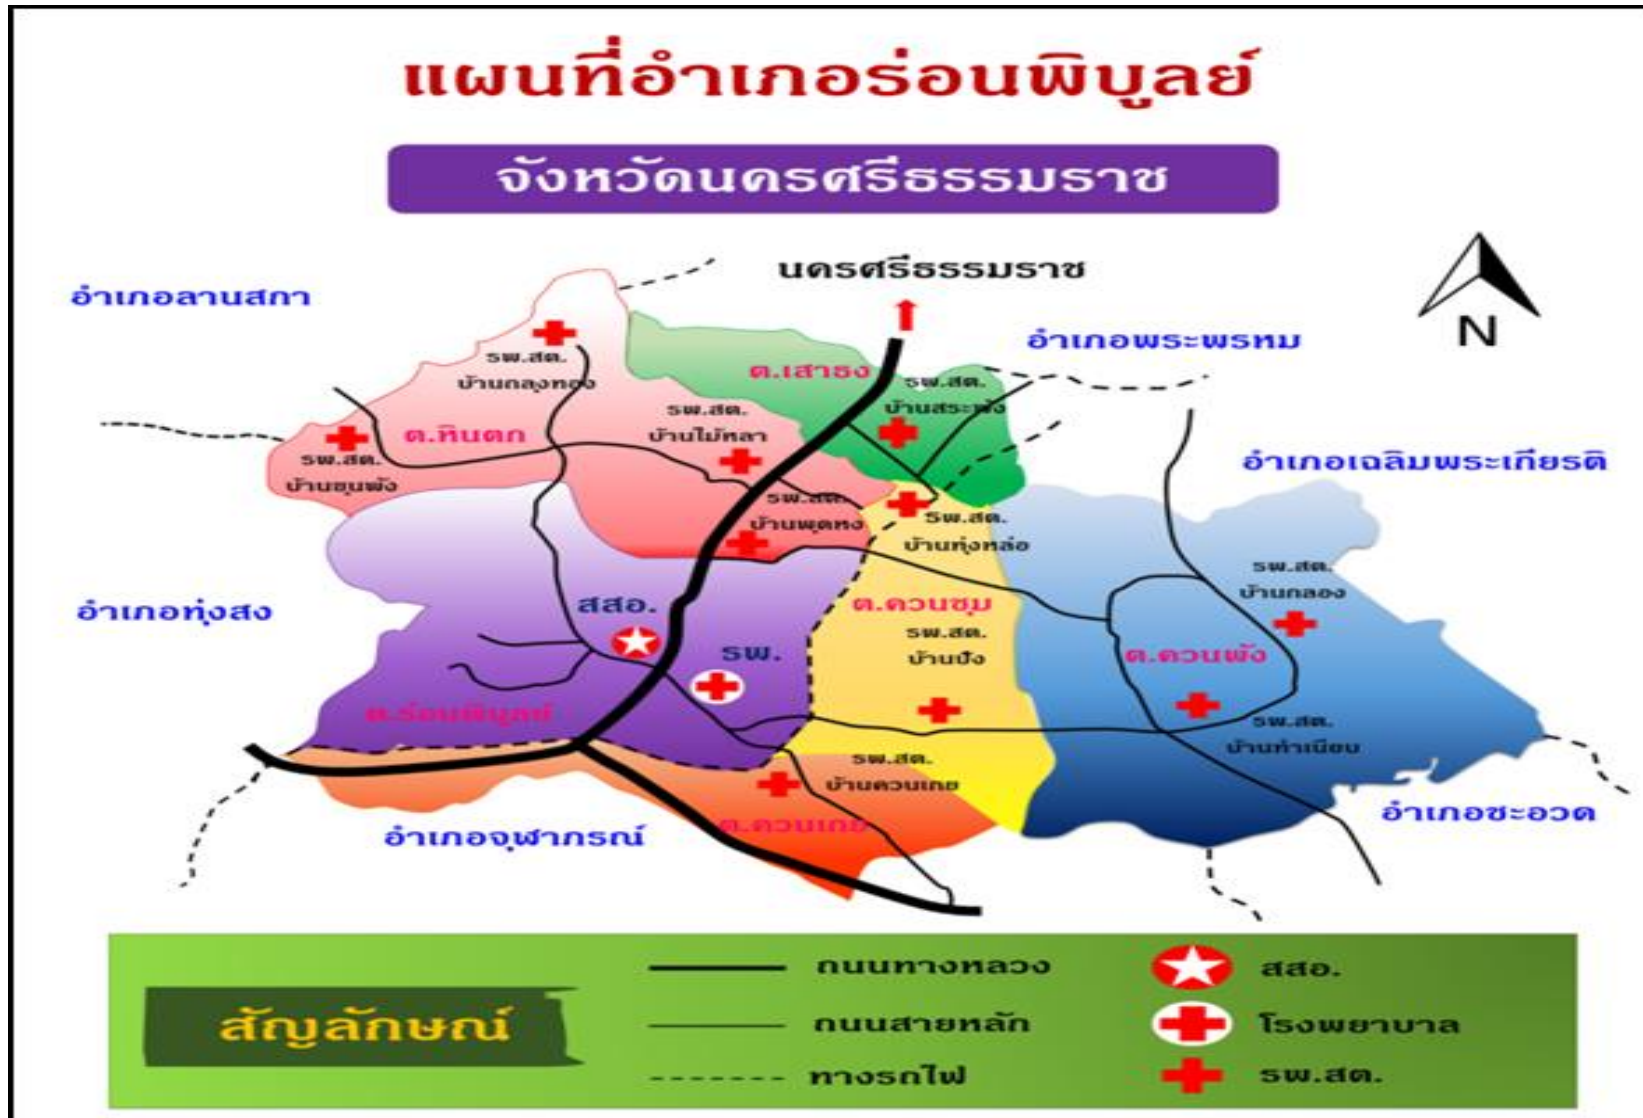 แผนที่อำเภอร่อนพิบูลย์
จังหวัดนครศรีธรรมราช
นครศรีธรรมราช
อำเภอลานสกา
อำเภอพระพรหม
N
รพ.สต.
บ้านกลุงทอง
ต.เสาธง
รพ.สต.
บ้านสระพัง
รพ.สต.
บ้านไม้หลา
ต.หินตก
รพ.สต.
บ้านขุนพัง
อำเภอเฉลิมพระเกียรติ
รพ.สต.
บ้านพุดหง
รพ.สต.
บ้านทุ่งหล่อ
รพ.สต.
บ้านกลอง
อำเภอทุ่งสง
สสอ.
ต.ควนชุม
รพ.สต.
บ้านปัง
รพ.
ต.ควนพัง
ต.ร่อนพิบูลย์
รพ.สต.
บ้านทำเนียบ
รพ.สต.
บ้านควนเกย
อำเภอจุฬาภรณ์
ต.ควนเกย
อำเภอชะอวด
สัญลักษณ์
ถนนทางหลวง
ถนนสายหลัก
ทางรถไฟ
สสอ.
โรงพยาบาล
รพ.สต.